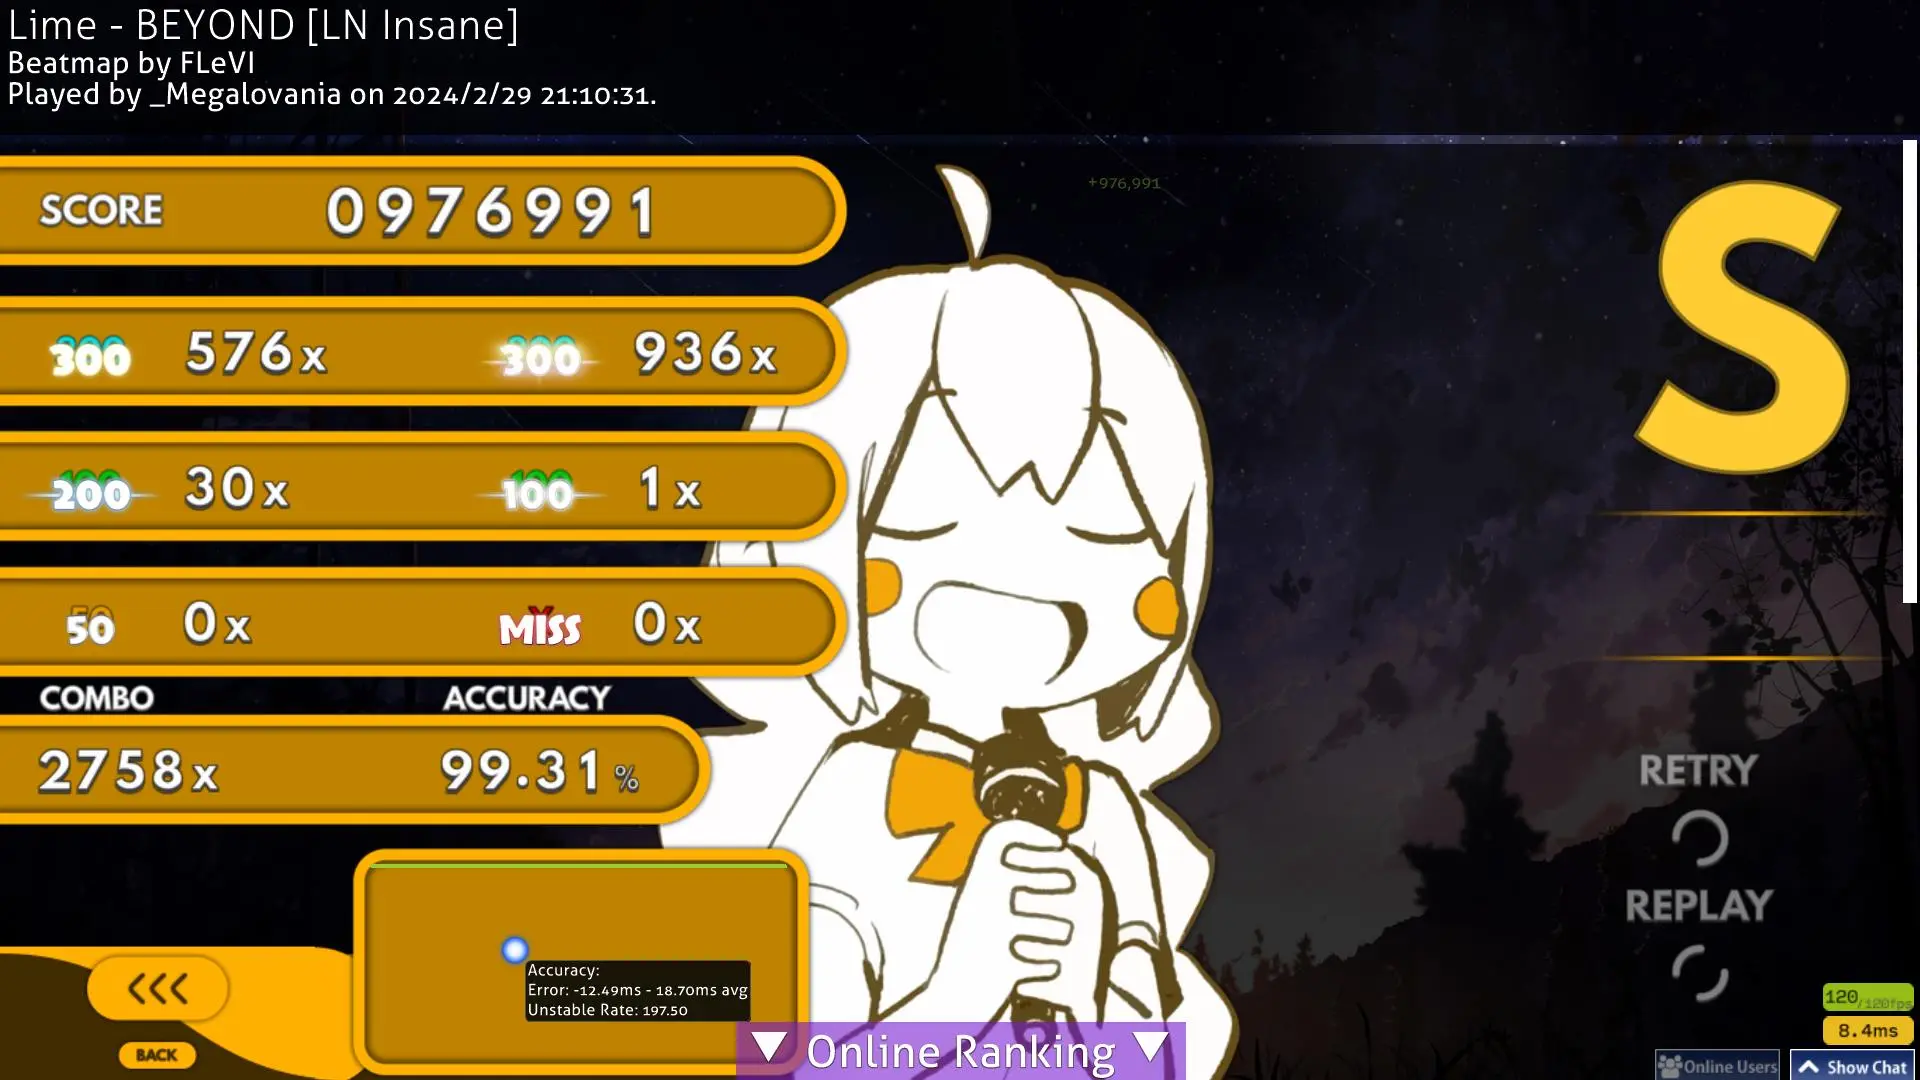 Lime - BEYOND [LN Insane]
Beatmap by FLeVI
Played by _Megalovania on 2024/2/29 21:10:31.
+976,991
SCORE 0976991
300 576x 300 936x
200 30x 100 1x
50 0x MISS 0x
COMBO ACCURACY
2758x 99.31%
S
RETRY
REPLAY
Accuracy:
Error: -12.49ms - 18.70ms avg
Unstable Rate: 197.50
<<<
BACK
▼ Online Ranking ▼
120/120fps
8.4ms
Online Users
Show Chat